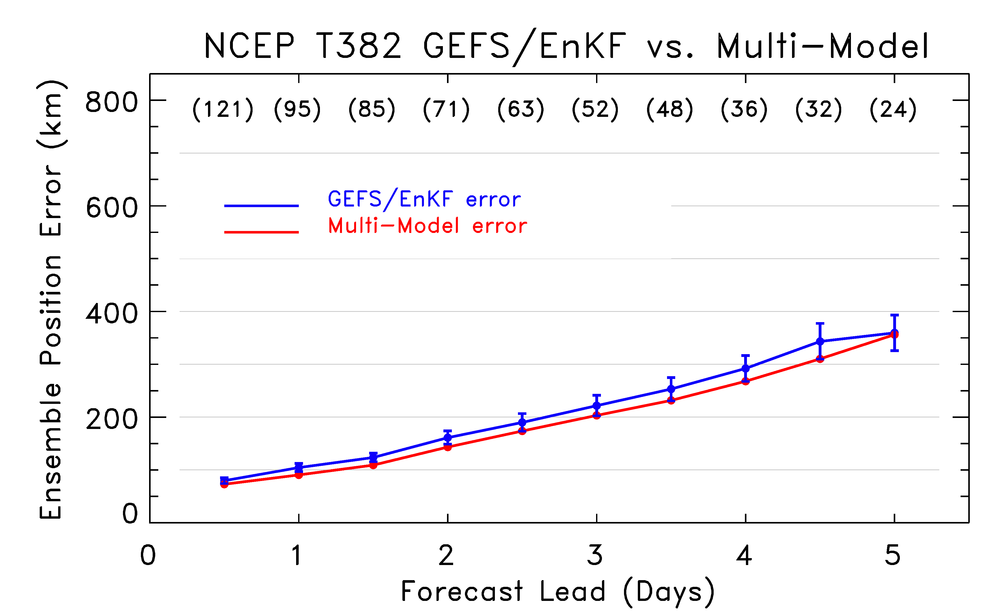 NCEP T382 GEFS/EnKF vs. Multi-Model
Ensemble Position Error (km)
800
600
400
200
0
(121) (95) (85) (71) (63) (52) (48) (36) (32) (24)
GEFS/EnKF error
Multi-Model error
0 1 2 3 4 5
Forecast Lead (Days)